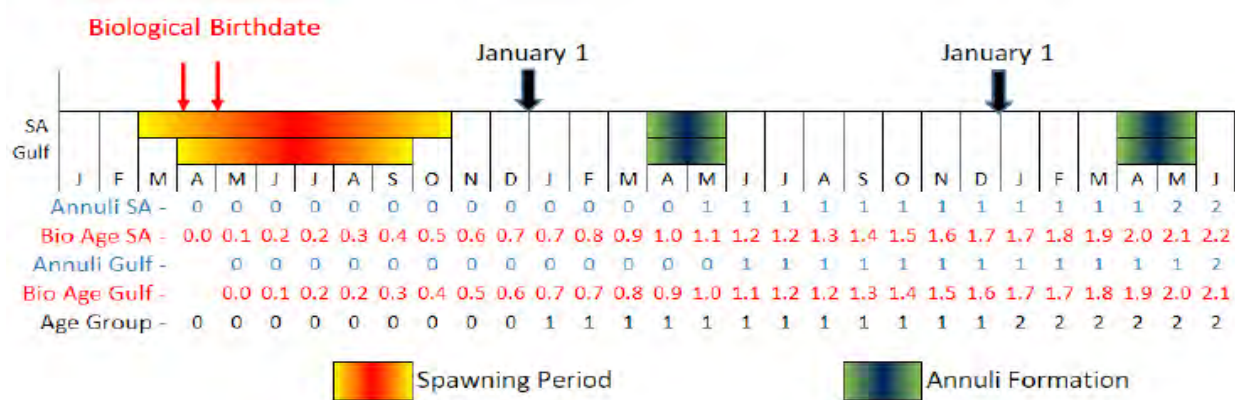 Biological Birthdate
January 1
January 1
SA
Gulf
J F M A M J J A S O N D J F M A M J J A S O N D J F M A M J
Annuli SA - 0 0 0 0 0 0 0 0 0 0 0 0 0 1 1 1 1 1 1 1 1 1 1 1 1 2 2
Bio Age SA - 0.0 0.1 0.2 0.2 0.3 0.4 0.5 0.6 0.7 0.7 0.8 0.9 1.0 1.1 1.2 1.2 1.3 1.4 1.5 1.6 1.7 1.7 1.8 1.9 2.0 2.1 2.2
Annuli Gulf - 0 0 0 0 0 0 0 0 0 0 0 0 0 1 1 1 1 1 1 1 1 1 1 1 1 2
Bio Age Gulf - 0.0 0.1 0.2 0.2 0.3 0.4 0.5 0.6 0.7 0.7 0.8 0.9 1.0 1.1 1.2 1.2 1.3 1.4 1.5 1.6 1.7 1.7 1.8 1.9 2.0 2.1
Age Group - 0 0 0 0 0 0 0 0 0 1 1 1 1 1 1 1 1 1 1 1 1 2 2 2 2 2 2
Spawning Period
Annuli Formation